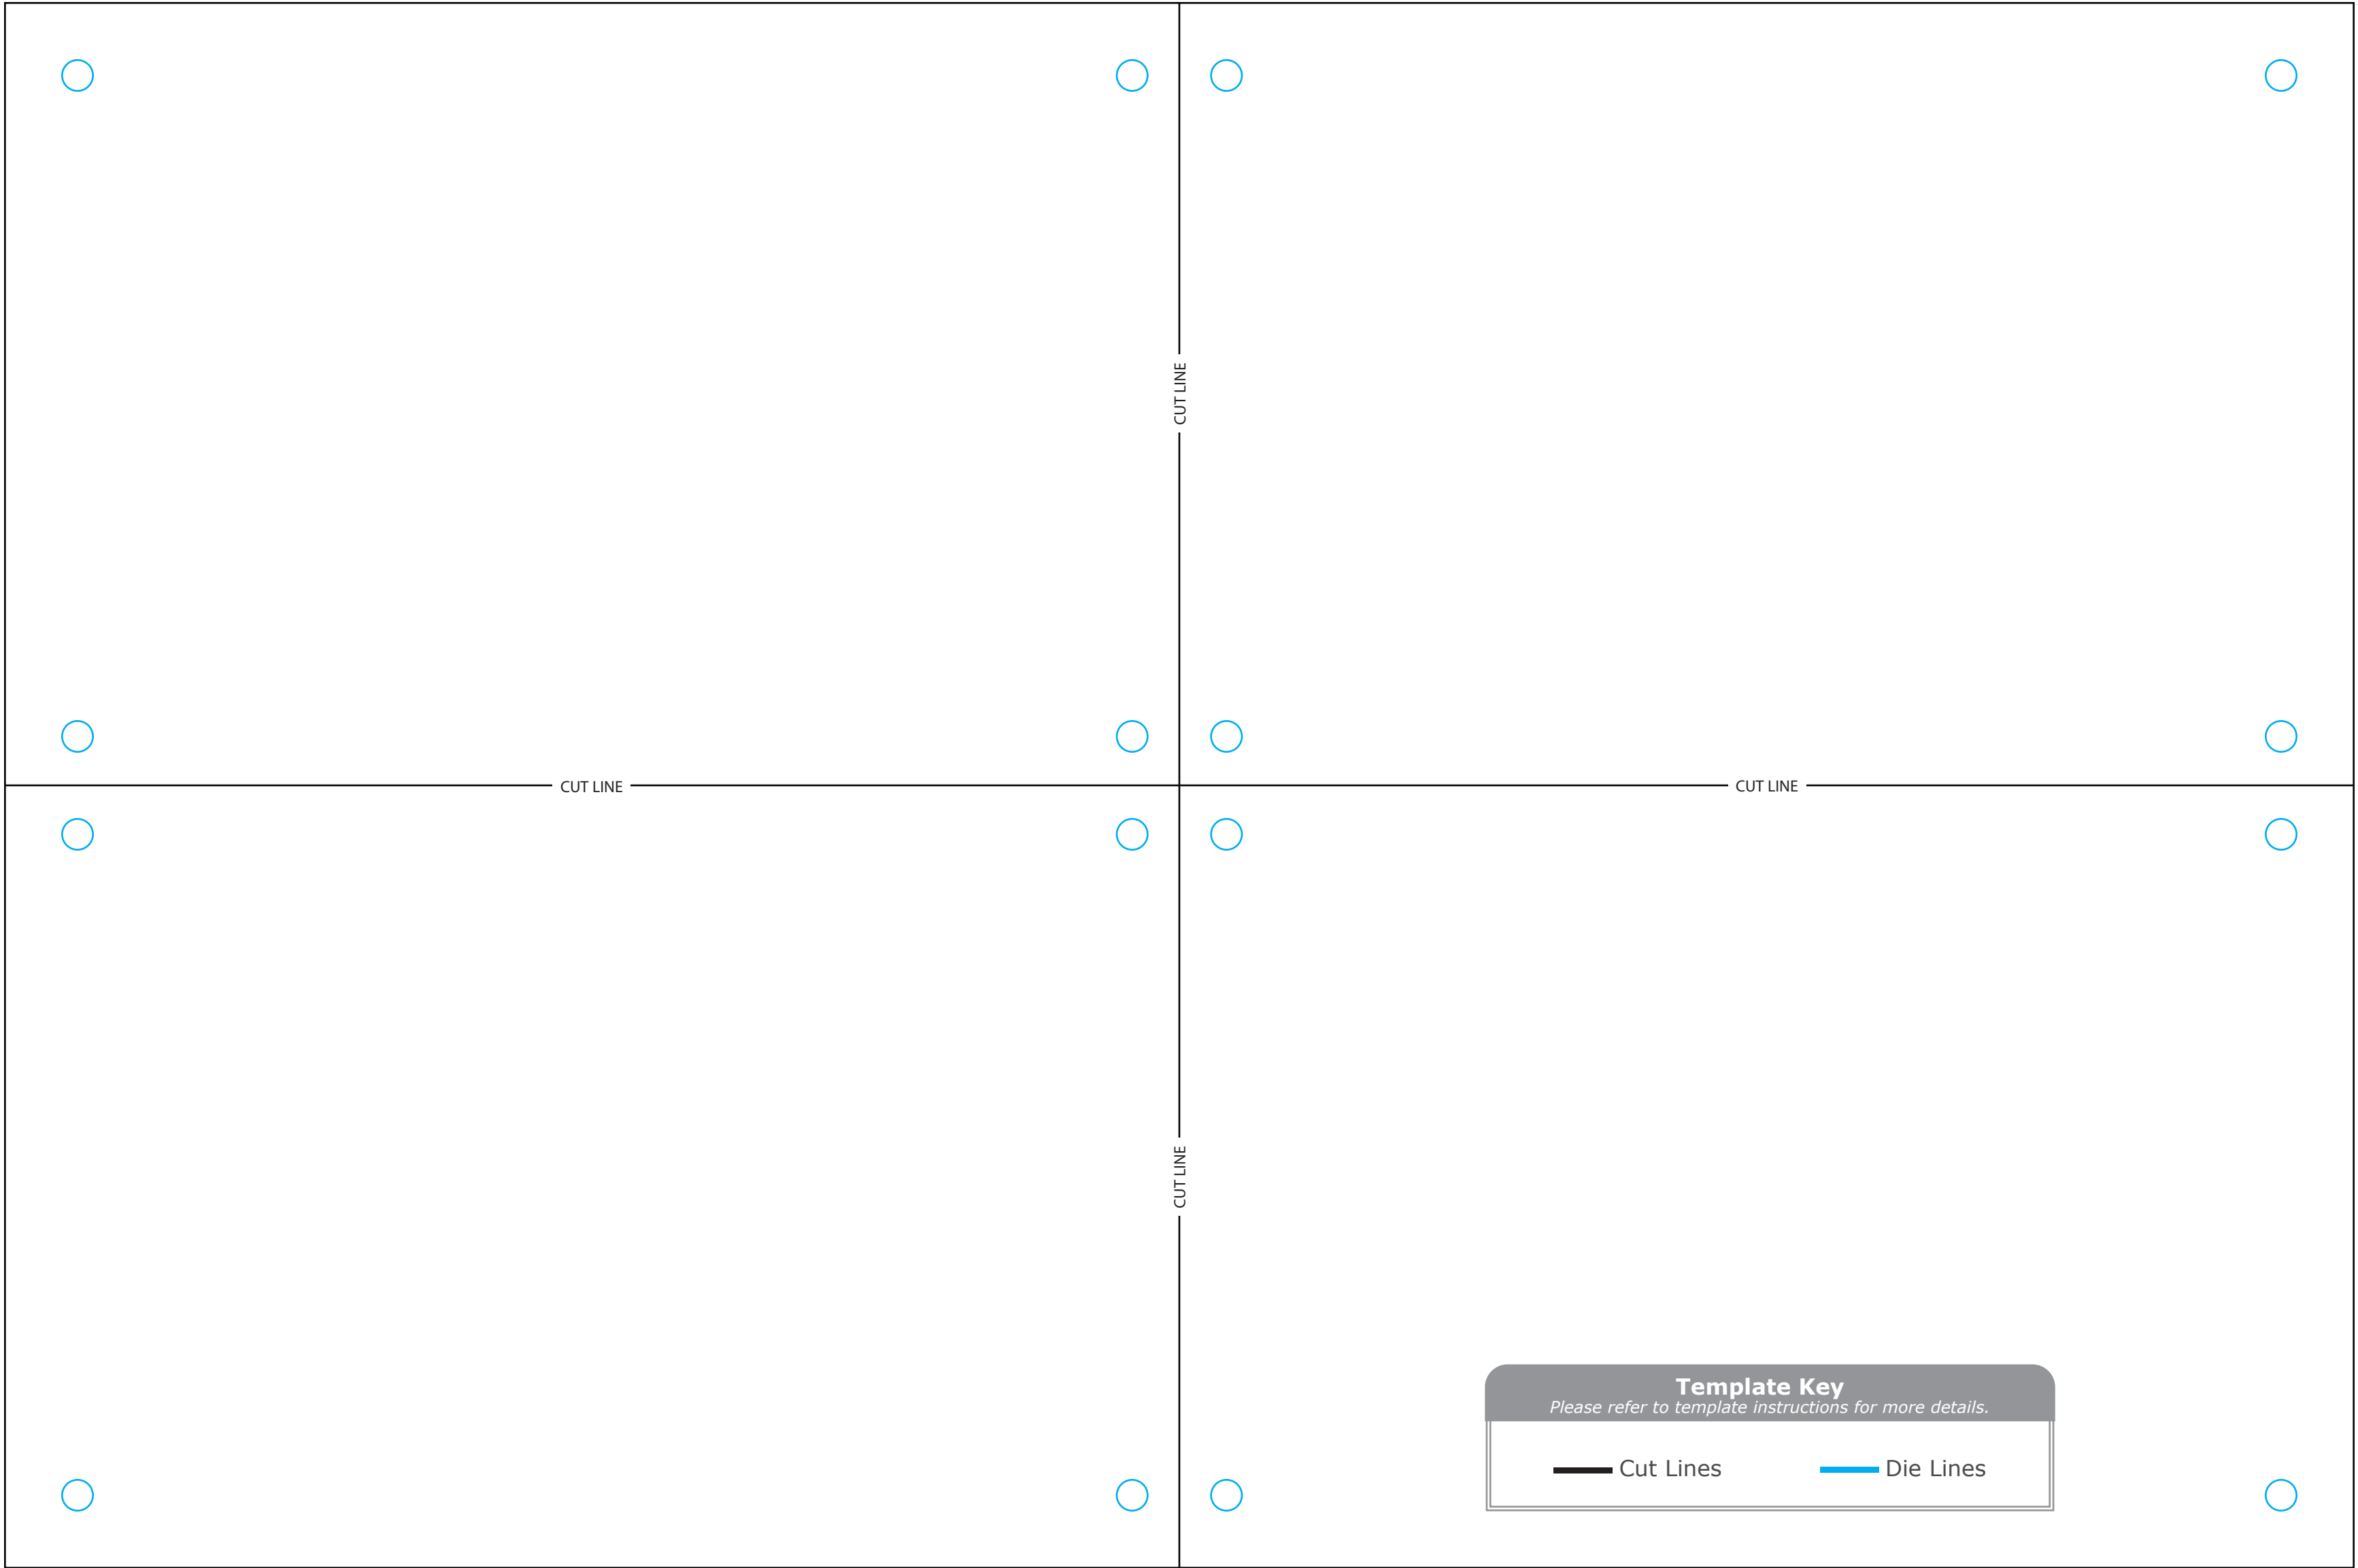 CUT LINE
CUT LINE
CUT LINE
CUT LINE
Template Key
Please refer to template instructions for more details.
Cut Lines
Die Lines